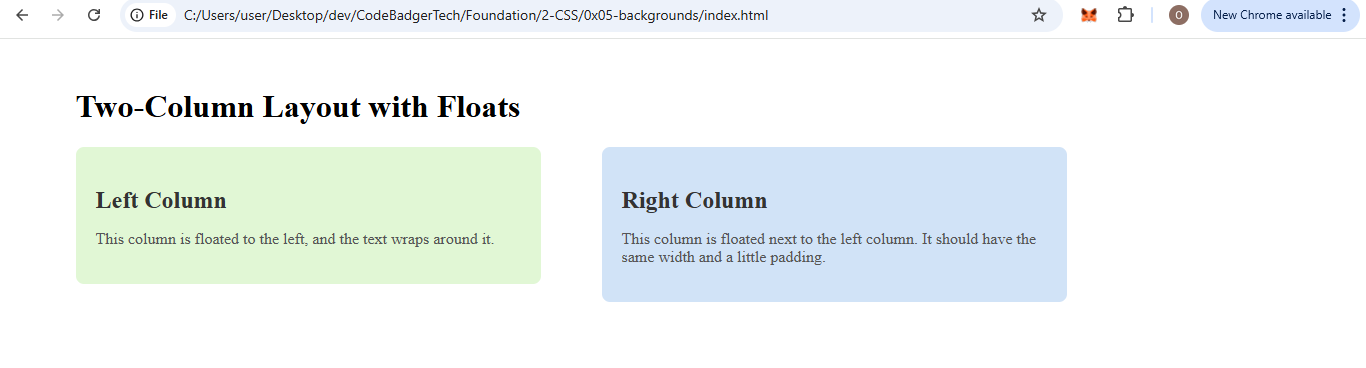 File
C:/Users/user/Desktop/dev/CodeBadgerTech/Foundation/2-CSS/0x05-backgrounds/index.html
O
New Chrome available
Two-Column Layout with Floats
Left Column
This column is floated to the left, and the text wraps around it.
Right Column
This column is floated next to the left column. It should have the
same width and a little padding.